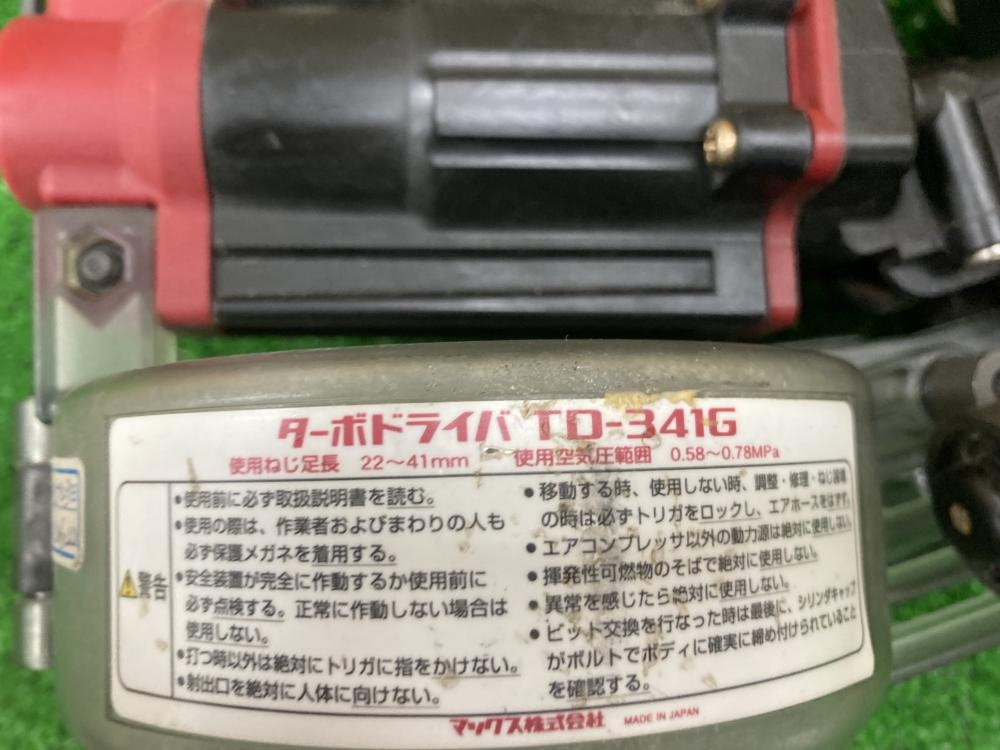 ターボドライバ TD-341G
使用ねじ足長 22～41mm 使用空気圧範囲 0.58～0.78MPa
警告
•使用前に必ず取扱説明書を読む。
•使用の際は、作業者およびまわりの人も
必ず保護メガネを着用する。
•安全装置が完全に作動するか使用前に
必ず点検する。正常に作動しない場合は
使用しない。
•打つ時以外は絶対にトリガに指をかけない。
•射出口を絶対に人体に向けない。
•移動する時、使用しない時、調整・修理・ねじ装填
の時は必ずトリガをロックし、エアホースをはずす。
•エアコンプレッサ以外の動力源は絶対に使用しない。
•揮発性可燃物のそばで絶対に使用しない。
•異常を感じたら絶対に使用しない。
•ビット交換を行なった時は最後に、シリンダキャップ
がボルトでボディに確実に締め付けられていること
を確認する。
マックス株式会社 MADE IN JAPAN